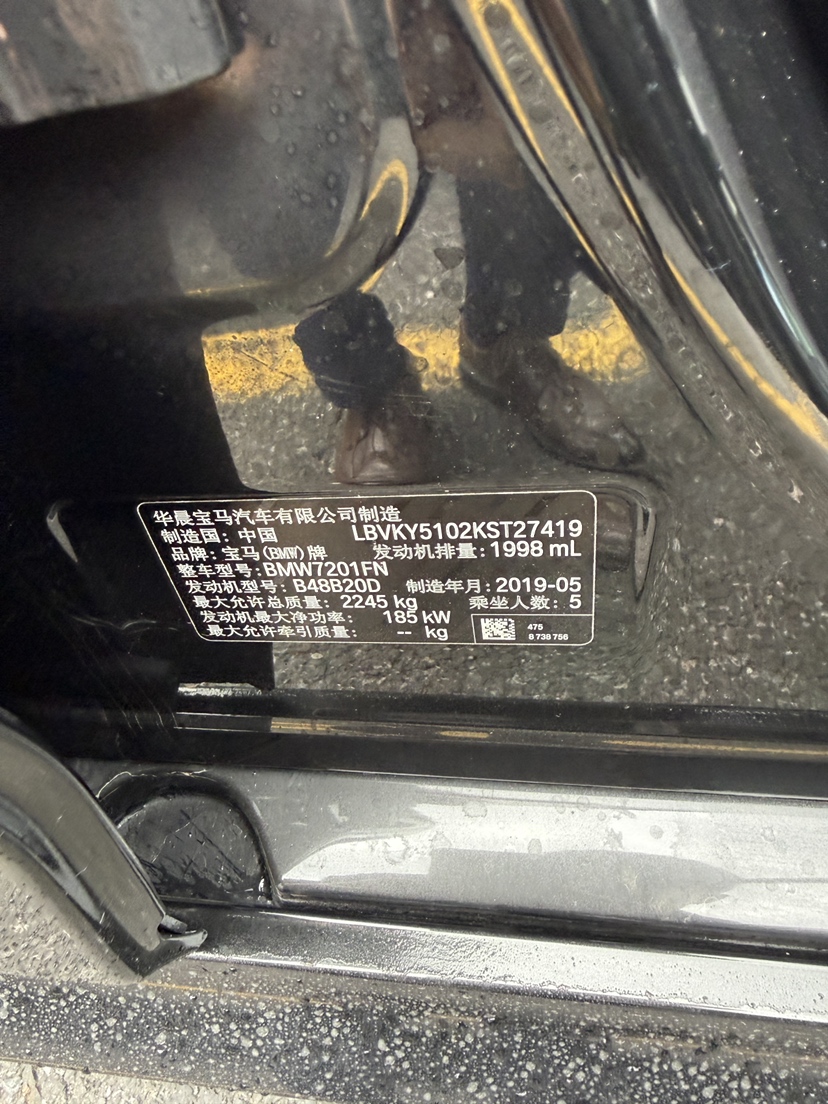 华晨宝马汽车有限公司制造
制造国: 中国 LBVKY5102KST27419
品牌: 宝马(BMW)牌 发动机排量: 1998 mL
整车型号: BMW7201FN
发动机型号: B48B20D 制造年月: 2019-05
最大允许总质量: 2245 kg 乘坐人数: 5
发动机最大净功率: 185 kW
最大允许牵引质量: -- kg
475
8 738 756